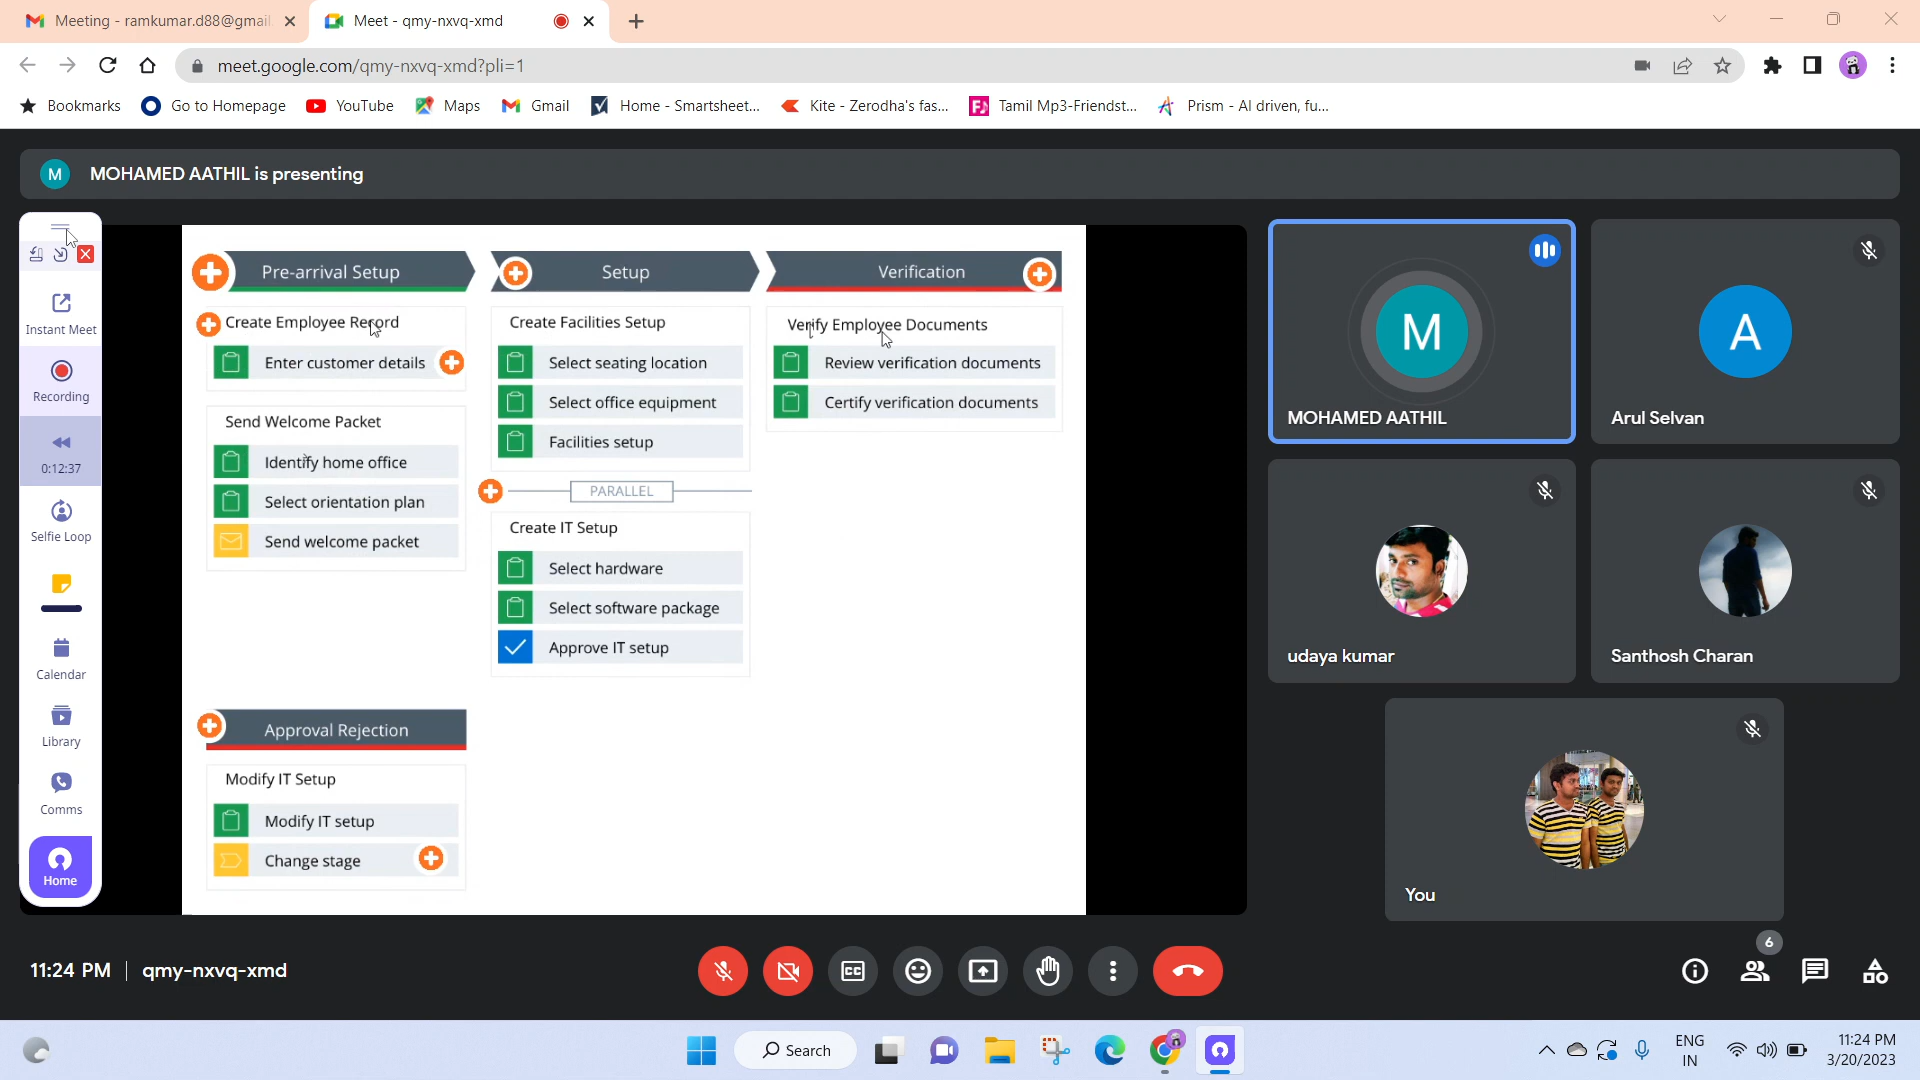 Meeting - ramkumar.d88@gmail.
Meet - qmy-nxvq-xmd
meet.google.com/qmy-nxvq-xmd?pli=1
Bookmarks
Go to Homepage
YouTube
Maps
Gmail
Home - Smartsheet...
Kite - Zerodha's fas...
Tamil Mp3-Friendst...
Prism - AI driven, fu...
M
MOHAMED AATHIL is presenting
Instant Meet
Recording
0:12:37
Selfie Loop
Calendar
Library
Comms
Home
Pre-arrival Setup
Create Employee Record
Enter customer details
Send Welcome Packet
Identify home office
Select orientation plan
Send welcome packet
Setup
Create Facilities Setup
Select seating location
Select office equipment
Facilities setup
PARALLEL
Create IT Setup
Select hardware
Select software package
Approve IT setup
Verification
Verify Employee Documents
Review verification documents
Certify verification documents
Approval Rejection
Modify IT Setup
Modify IT setup
Change stage
M
MOHAMED AATHIL
A
Arul Selvan
udaya kumar
Santhosh Charan
You
11:24 PM | qmy-nxvq-xmd
CC
6
Search
ENG
IN
11:24 PM
3/20/2023